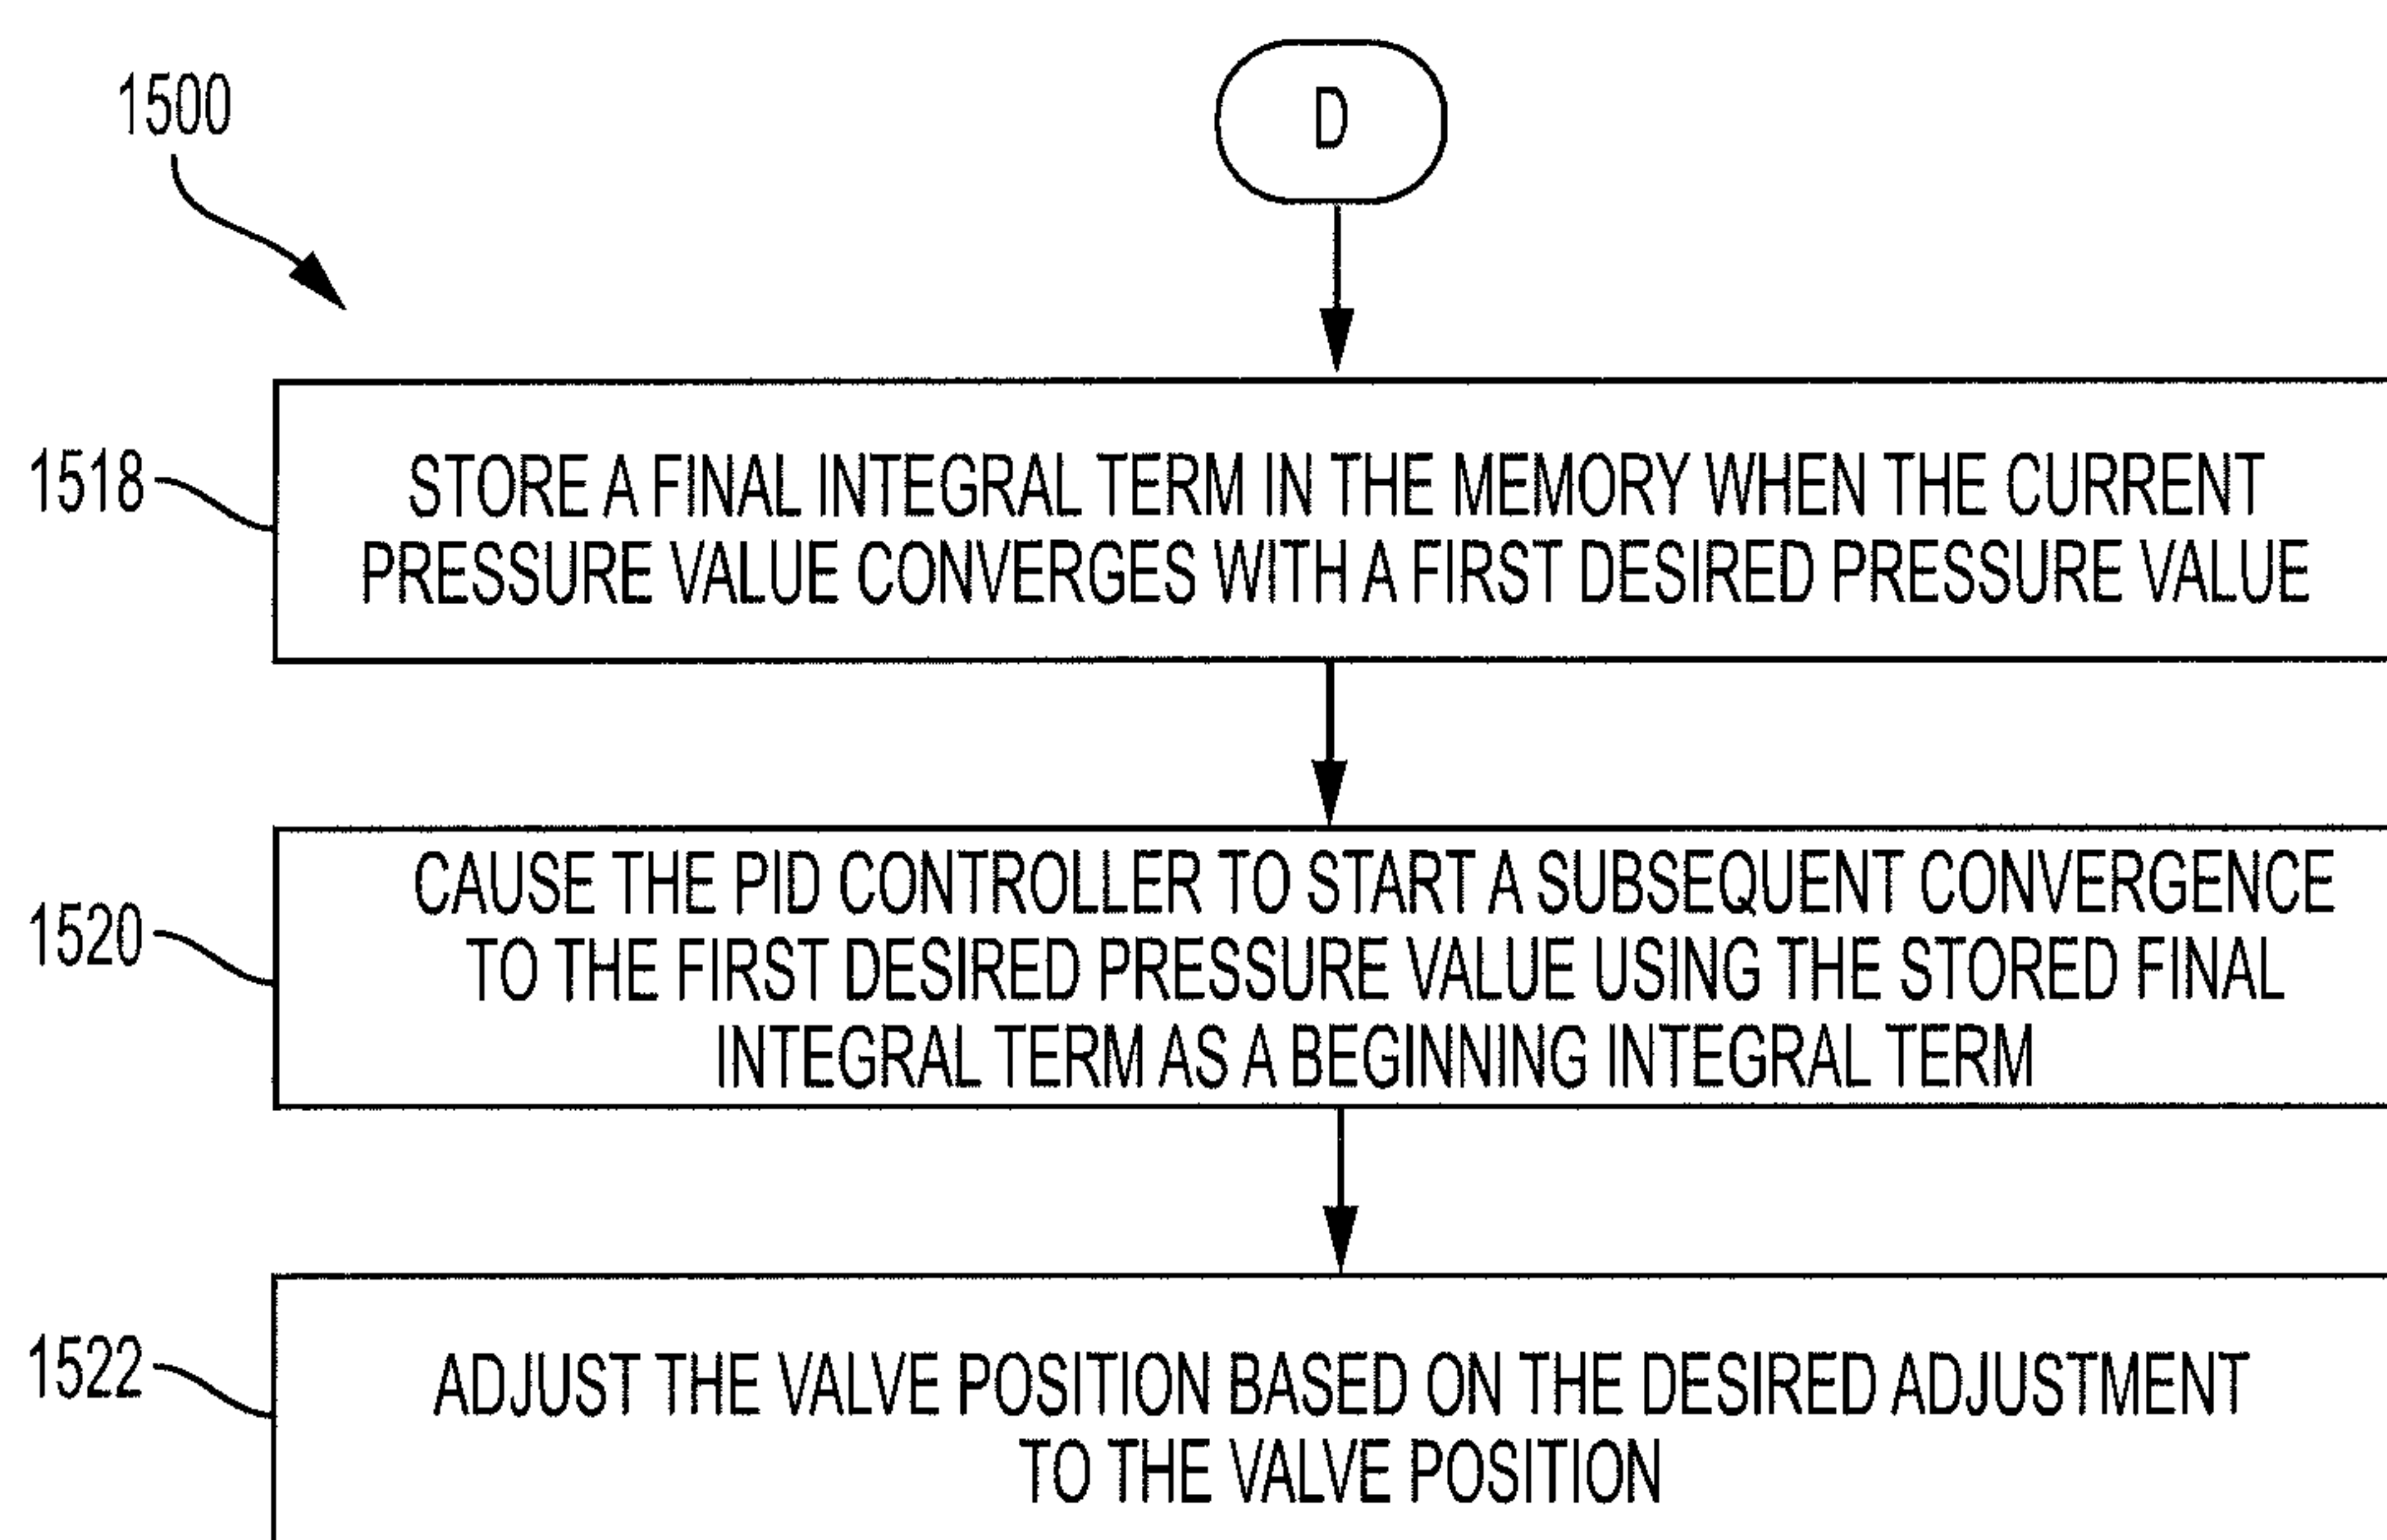 1500
D
1518
STORE A FINAL INTEGRAL TERM IN THE MEMORY WHEN THE CURRENT
PRESSURE VALUE CONVERGES WITH A FIRST DESIRED PRESSURE VALUE
1520
CAUSE THE PID CONTROLLER TO START A SUBSEQUENT CONVERGENCE
TO THE FIRST DESIRED PRESSURE VALUE USING THE STORED FINAL
INTEGRAL TERM AS A BEGINNING INTEGRAL TERM
1522
ADJUST THE VALVE POSITION BASED ON THE DESIRED ADJUSTMENT
TO THE VALVE POSITION